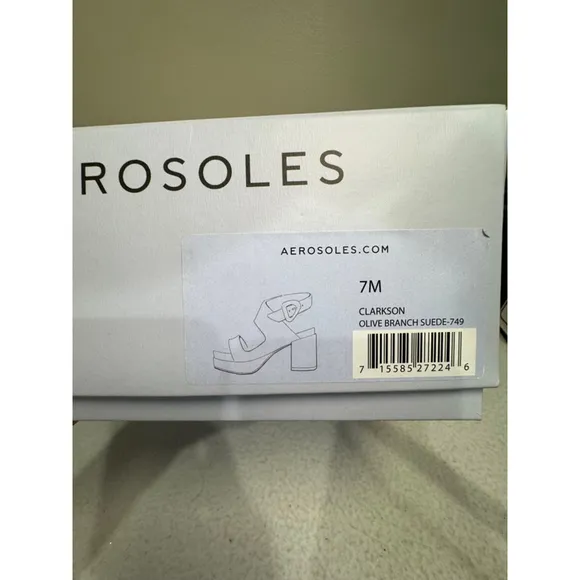 ROSOLES
AEROSOLES.COM
7M
CLARKSON
OLIVE BRANCH SUEDE-749
7 15585 27224 6